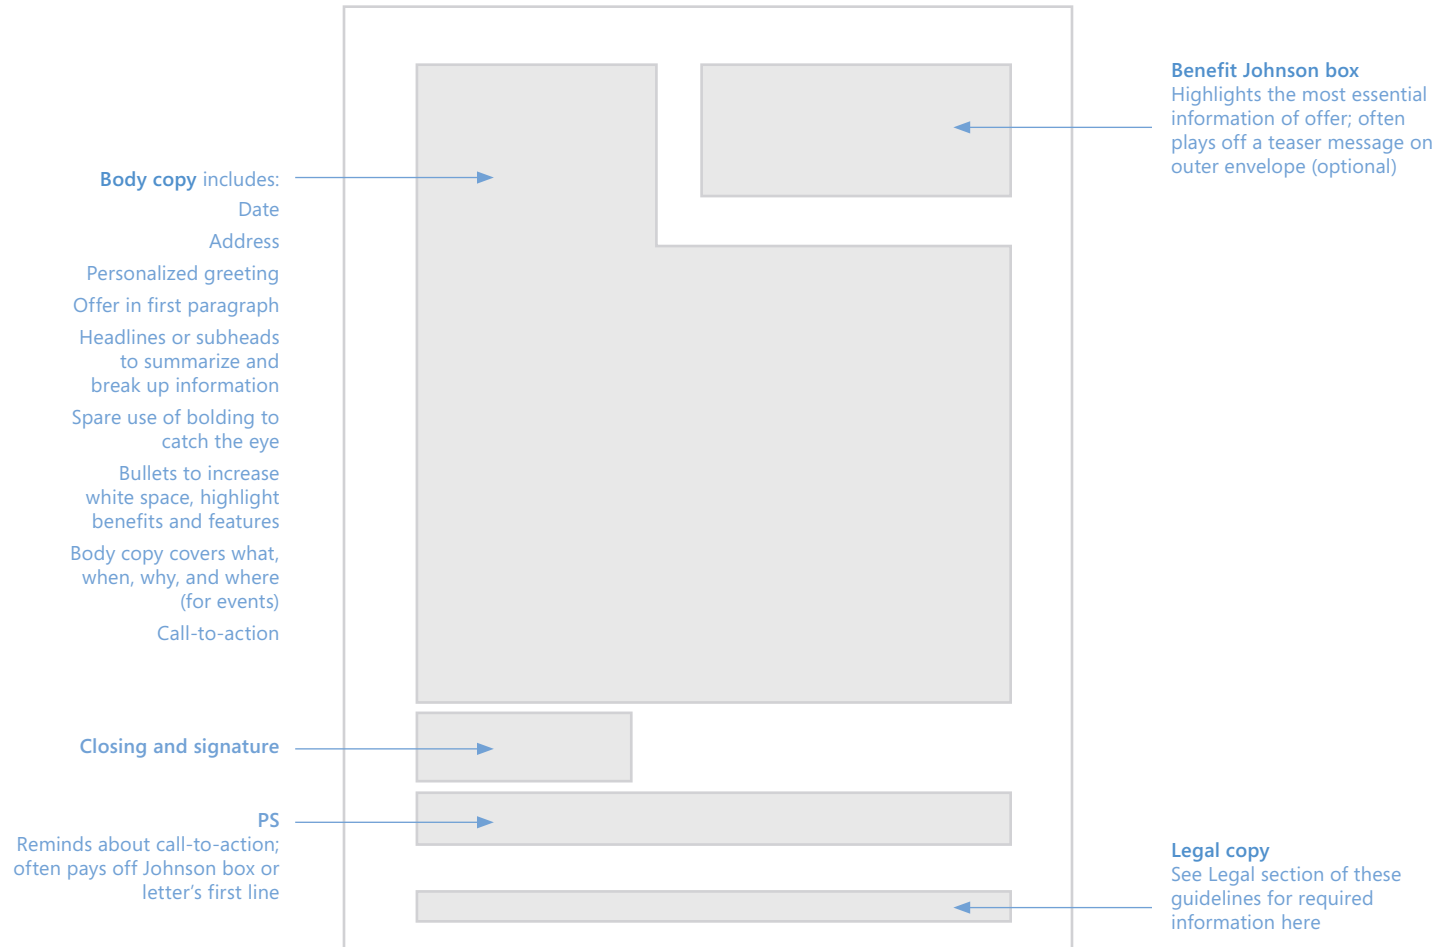 Body copy includes:
Date
Address
Personalized greeting
Offer in first paragraph
Headlines or subheads
to summarize and
break up information
Spare use of bolding to
catch the eye
Bullets to increase
white space, highlight
benefits and features
Body copy covers what,
when, why, and where
(for events)
Call-to-action
Closing and signature
PS
Reminds about call-to-action;
often pays off Johnson box or
letter's first line
Benefit Johnson box
Highlights the most essential
information of offer; often
plays off a teaser message on
outer envelope (optional)
Legal copy
See Legal section of these
guidelines for required
information here